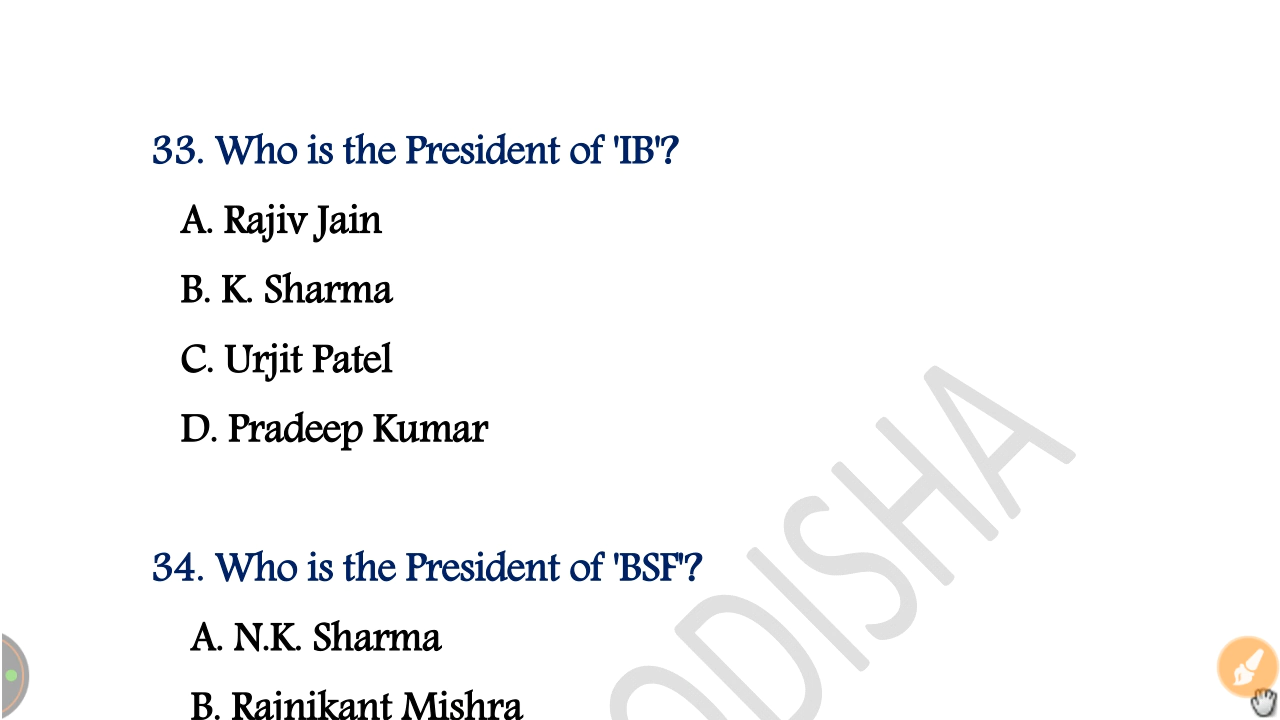 33. Who is the President of 'IB'?
A. Rajiv Jain
B. K. Sharma
C. Urjit Patel
D. Pradeep Kumar
34. Who is the President of 'BSF'?
A. N.K. Sharma
B. Rajnikant Mishra
ODISHA